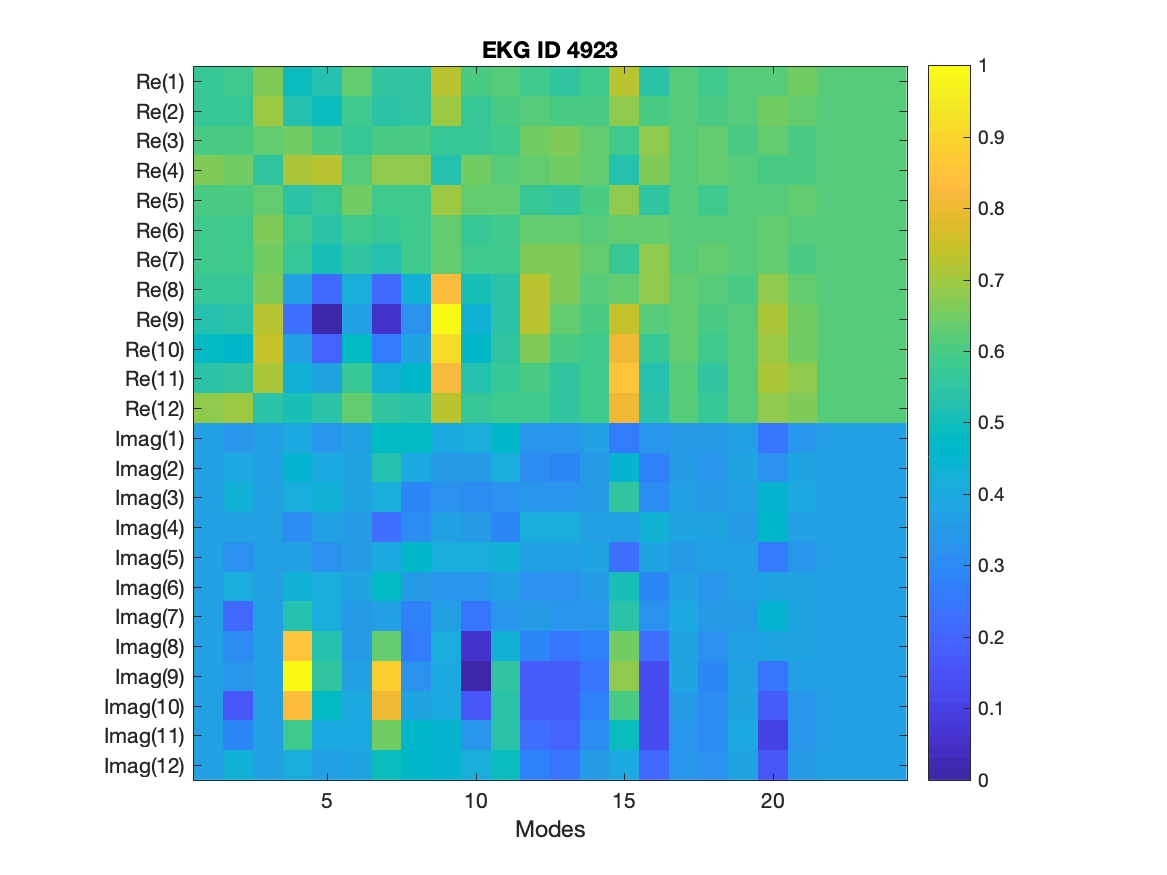 EKG ID 4923
Re(1)
Re(2)
Re(3)
Re(4)
Re(5)
Re(6)
Re(7)
Re(8)
Re(9)
Re(10)
Re(11)
Re(12)
Imag(1)
Imag(2)
Imag(3)
Imag(4)
Imag(5)
Imag(6)
Imag(7)
Imag(8)
Imag(9)
Imag(10)
Imag(11)
Imag(12)
5 10 15 20
Modes
1
0.9
0.8
0.7
0.6
0.5
0.4
0.3
0.2
0.1
0